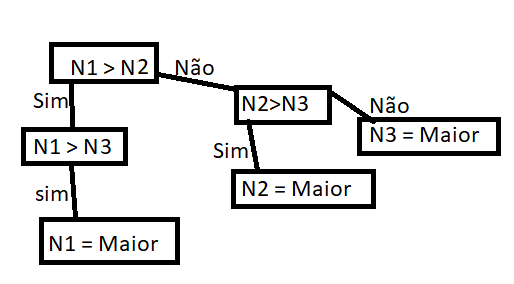 N1 > N2
Não
Sim
N2>N3
Não
N3 = Maior
N1 > N3
Sim
sim
N2 = Maior
N1 = Maior